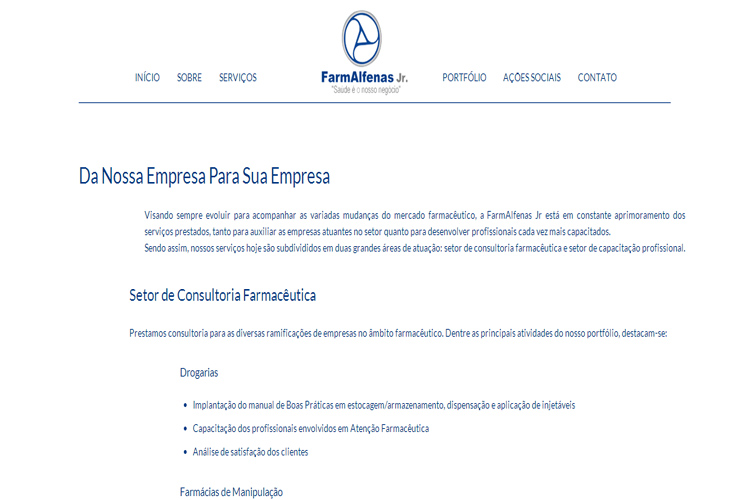 INÍCIO SOBRE SERVIÇOS FarmAlfenas Jr. PORTFÓLIO AÇÕES SOCIAIS CONTATO
"Saúde é o nosso negócio"
Da Nossa Empresa Para Sua Empresa
Visando sempre evoluir para acompanhar as variadas mudanças do mercado farmacêutico, a FarmAlfenas Jr está em constante aprimoramento dos
serviços prestados, tanto para auxiliar as empresas atuantes no setor quanto para desenvolver profissionais cada vez mais capacitados.
Sendo assim, nossos serviços hoje são subdivididos em duas grandes áreas de atuação: setor de consultoria farmacêutica e setor de capacitação profissional.
Setor de Consultoria Farmacêutica
Prestamos consultoria para as diversas ramificações de empresas no âmbito farmacêutico. Dentre as principais atividades do nosso portfólio, destacam-se:
Drogarias
• Implantação do manual de Boas Práticas em estocagem/armazenamento, dispensação e aplicação de injetáveis
• Capacitação dos profissionais envolvidos em Atenção Farmacêutica
• Análise de satisfação dos clientes
Farmácias de Manipulação